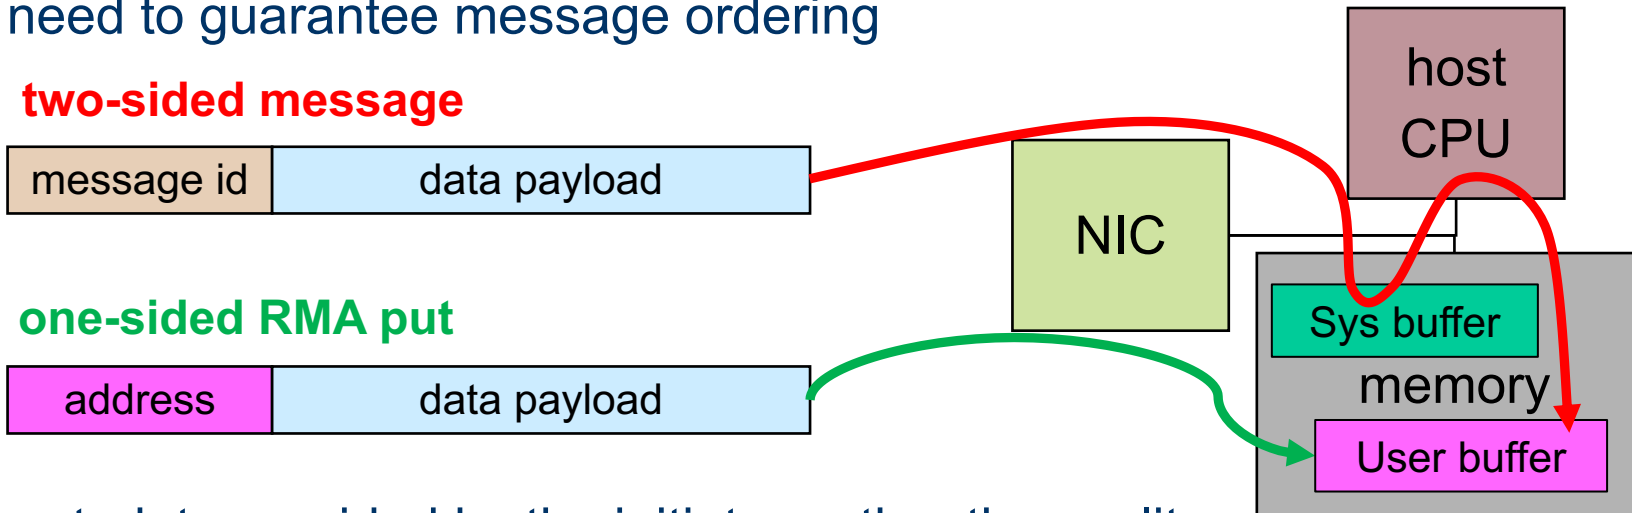 need to guarantee message ordering
two-sided message
message id
data payload
host
CPU
NIC
Sys buffer
memory
one-sided RMA put
address
data payload
User buffer